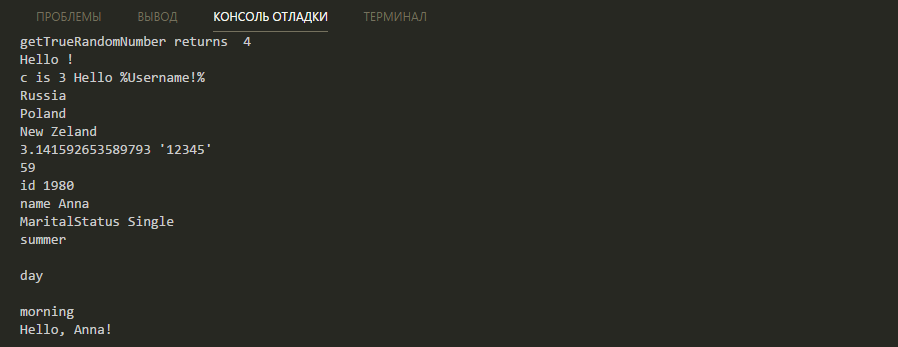 ПРОБЛЕМЫ ВЫВОД КОНСОЛЬ ОТЛАДКИ ТЕРМИНАЛ
getTrueRandomNumber returns  4
Hello !
c is 3 Hello %Username!%
Russia
Poland
New Zeland
3.141592653589793 '12345'
59
id 1980
name Anna
MaritalStatus Single
summer
day
morning
Hello, Anna!